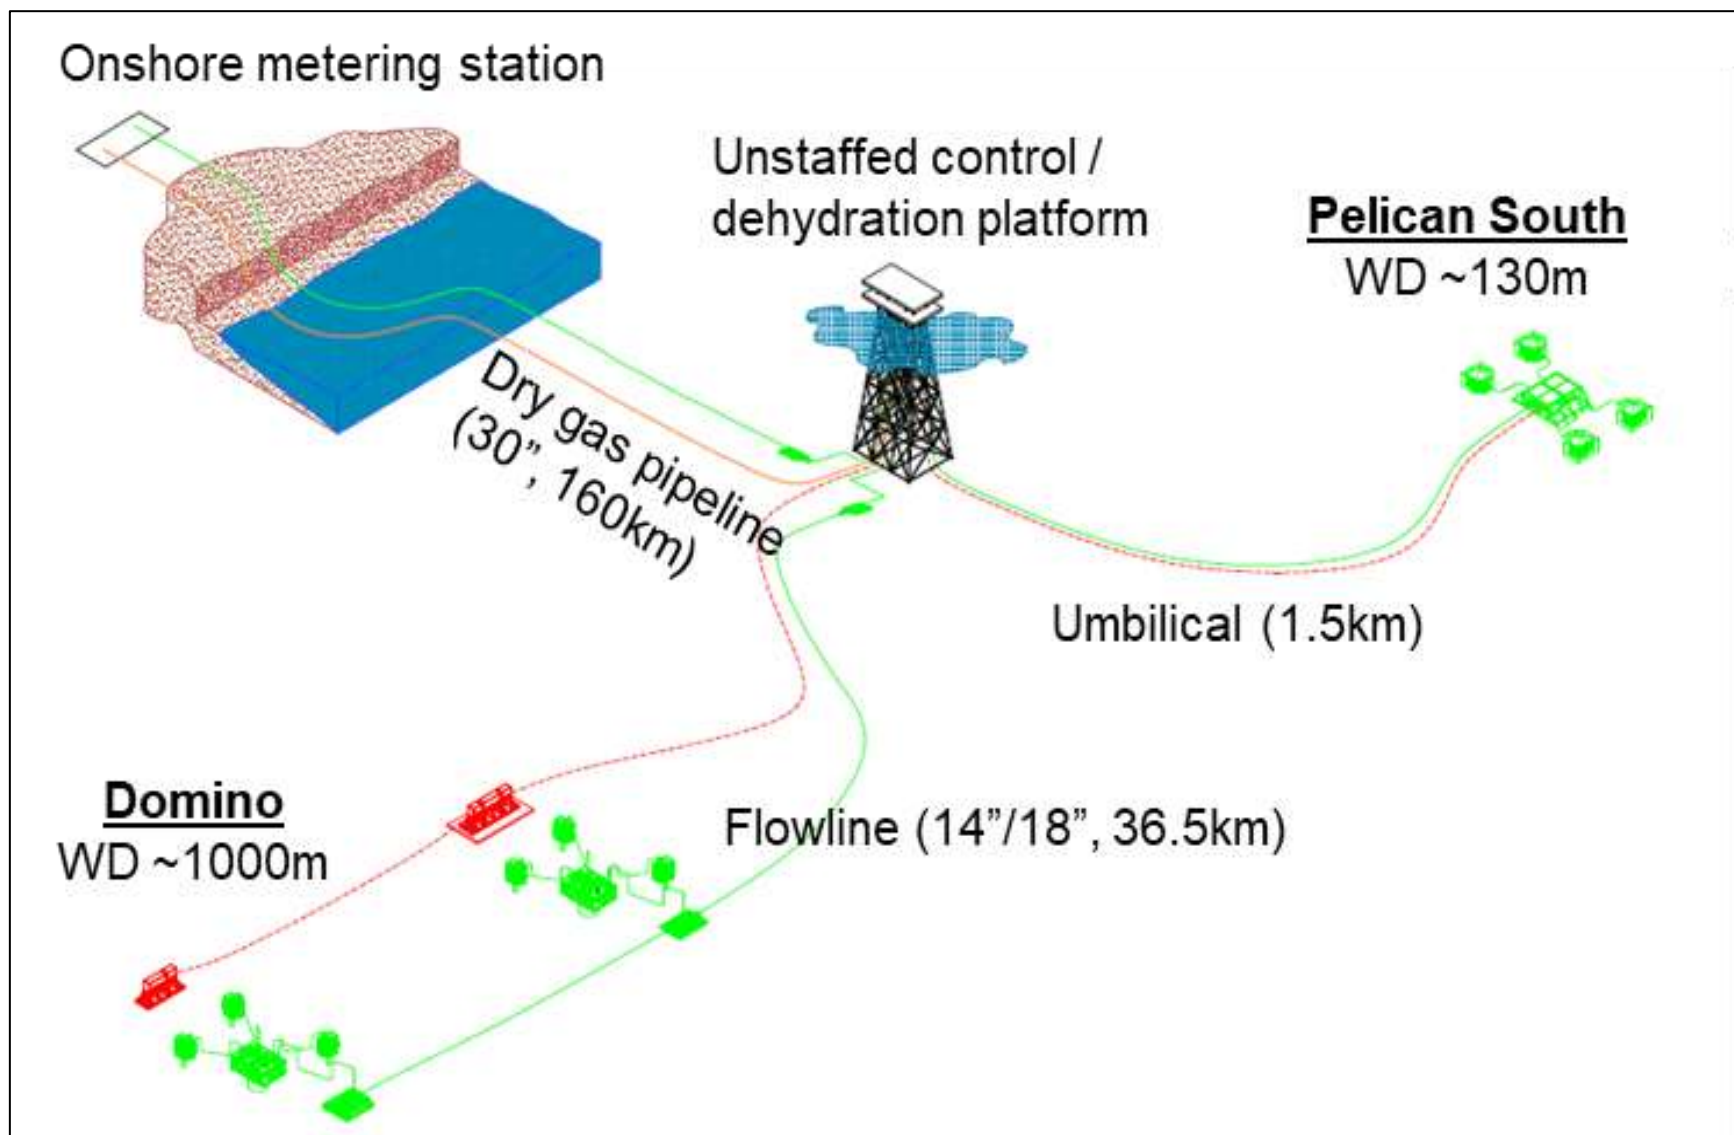 Onshore metering station
Unstaffed control /
dehydration platform
Pelican South
WD ~130m
Dry gas pipeline
(30”, 160km)
Umbilical (1.5km)
Domino
WD ~1000m
Flowline (14”/18”, 36.5km)